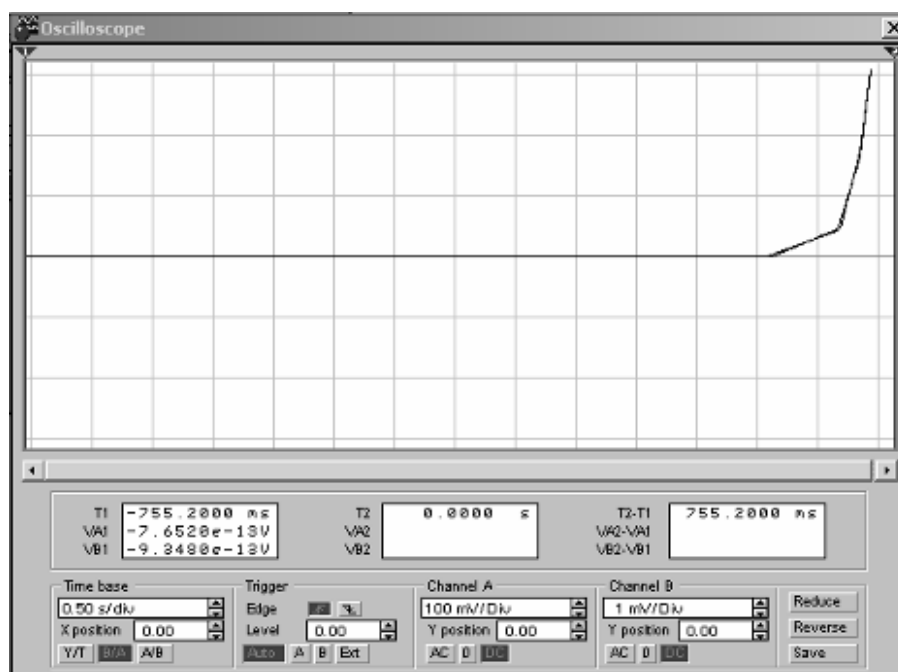 Oscilloscope
T1 -755.2000 ms T2 0.0000 s T2-T1 755.2000 ms
VA1 -7.6520e-13V VA2 VA2-VA1
VB1 -9.3480e-13V VB2 VB2-VB1
Time base Trigger Channel A Channel B
0.50 s/div Edge 100 mV/Div 1 mV/Div Reduce
X position 0.00 Level 0.00 Y position 0.00 Y position 0.00 Reverse
Y/T B/A A/B Auto A B Ext AC 0 DC AC 0 DC Save